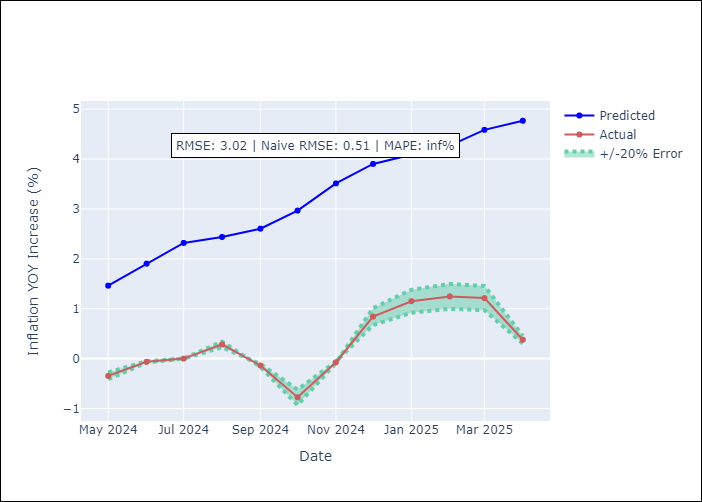 Inflation YOY Increase (%)
5
4
3
2
1
0
−1
RMSE: 3.02 | Naive RMSE: 0.51 | MAPE: inf%
Predicted
Actual
+/-20% Error
May 2024
Jul 2024
Sep 2024
Nov 2024
Jan 2025
Mar 2025
Date